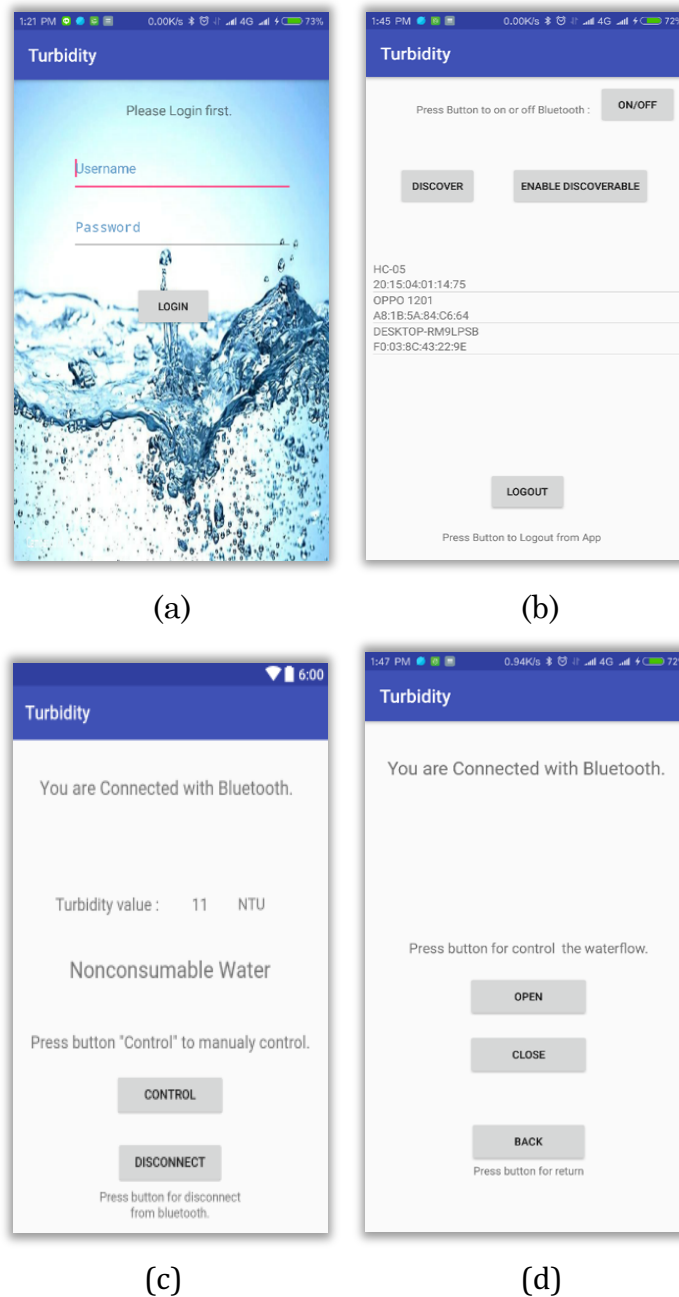 1:21 PM 0.00K/s 4G 73%
Turbidity
Please Login first.
Username
Password
LOGIN
(a)
1:45 PM 0.00K/s 4G 72%
Turbidity
Press Button to on or off Bluetooth :
ON/OFF
DISCOVER
ENABLE DISCOVERABLE
HC-05
20:15:04:01:14:75
OPPO 1201
A8:1B:5A:84:C6:64
DESKTOP-RM9LPSB
F0:03:8C:43:22:9E
LOGOUT
Press Button to Logout from App
(b)
6:00
Turbidity
You are Connected with Bluetooth.
Turbidity value : 11 NTU
Nonconsumable Water
Press button "Control" to manualy control.
CONTROL
DISCONNECT
Press button for disconnect
from bluetooth.
(c)
1:47 PM 0.94K/s 4G 72%
Turbidity
You are Connected with Bluetooth.
Press button for control the waterflow.
OPEN
CLOSE
BACK
Press button for return
(d)